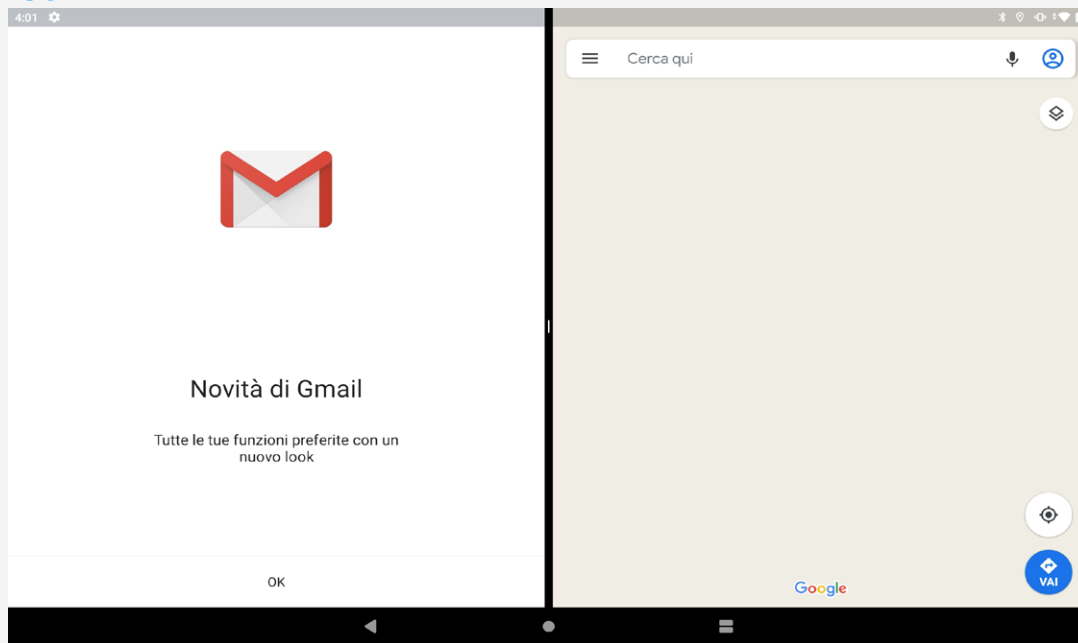 4:01
Cerca qui
Novità di Gmail
Tutte le tue funzioni preferite con un
nuovo look
OK
Google
VAI